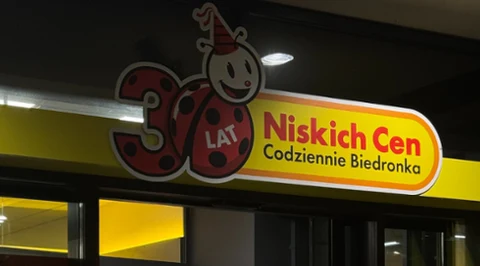 30
LAT
Niskich Cen
Codziennie Biedronka